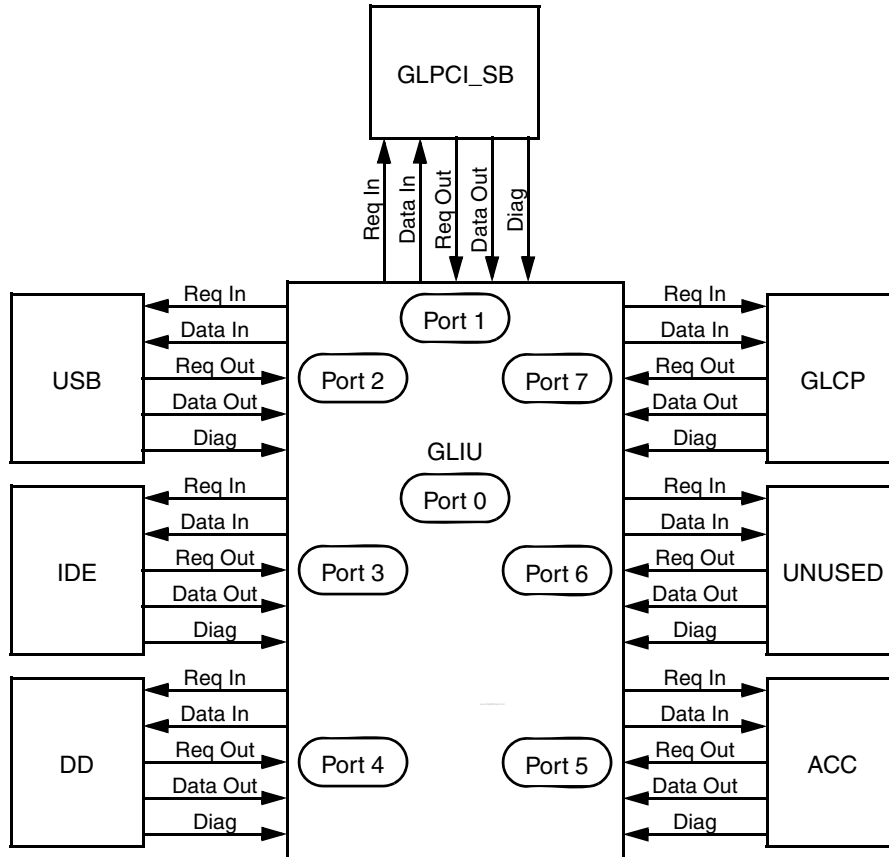 GLPCI_SB
Req In
Data In
Req Out
Data Out
Diag
Port 1
USB
Req In
Data In
Req Out
Data Out
Diag
Port 2
Port 7
Req In
Data In
Req Out
Data Out
Diag
GLCP
GLIU
Port 0
IDE
Req In
Data In
Req Out
Data Out
Diag
Port 3
Port 6
Req In
Data In
Req Out
Data Out
Diag
UNUSED
DD
Req In
Data In
Req Out
Data Out
Diag
Port 4
Port 5
Req In
Data In
Req Out
Data Out
Diag
ACC